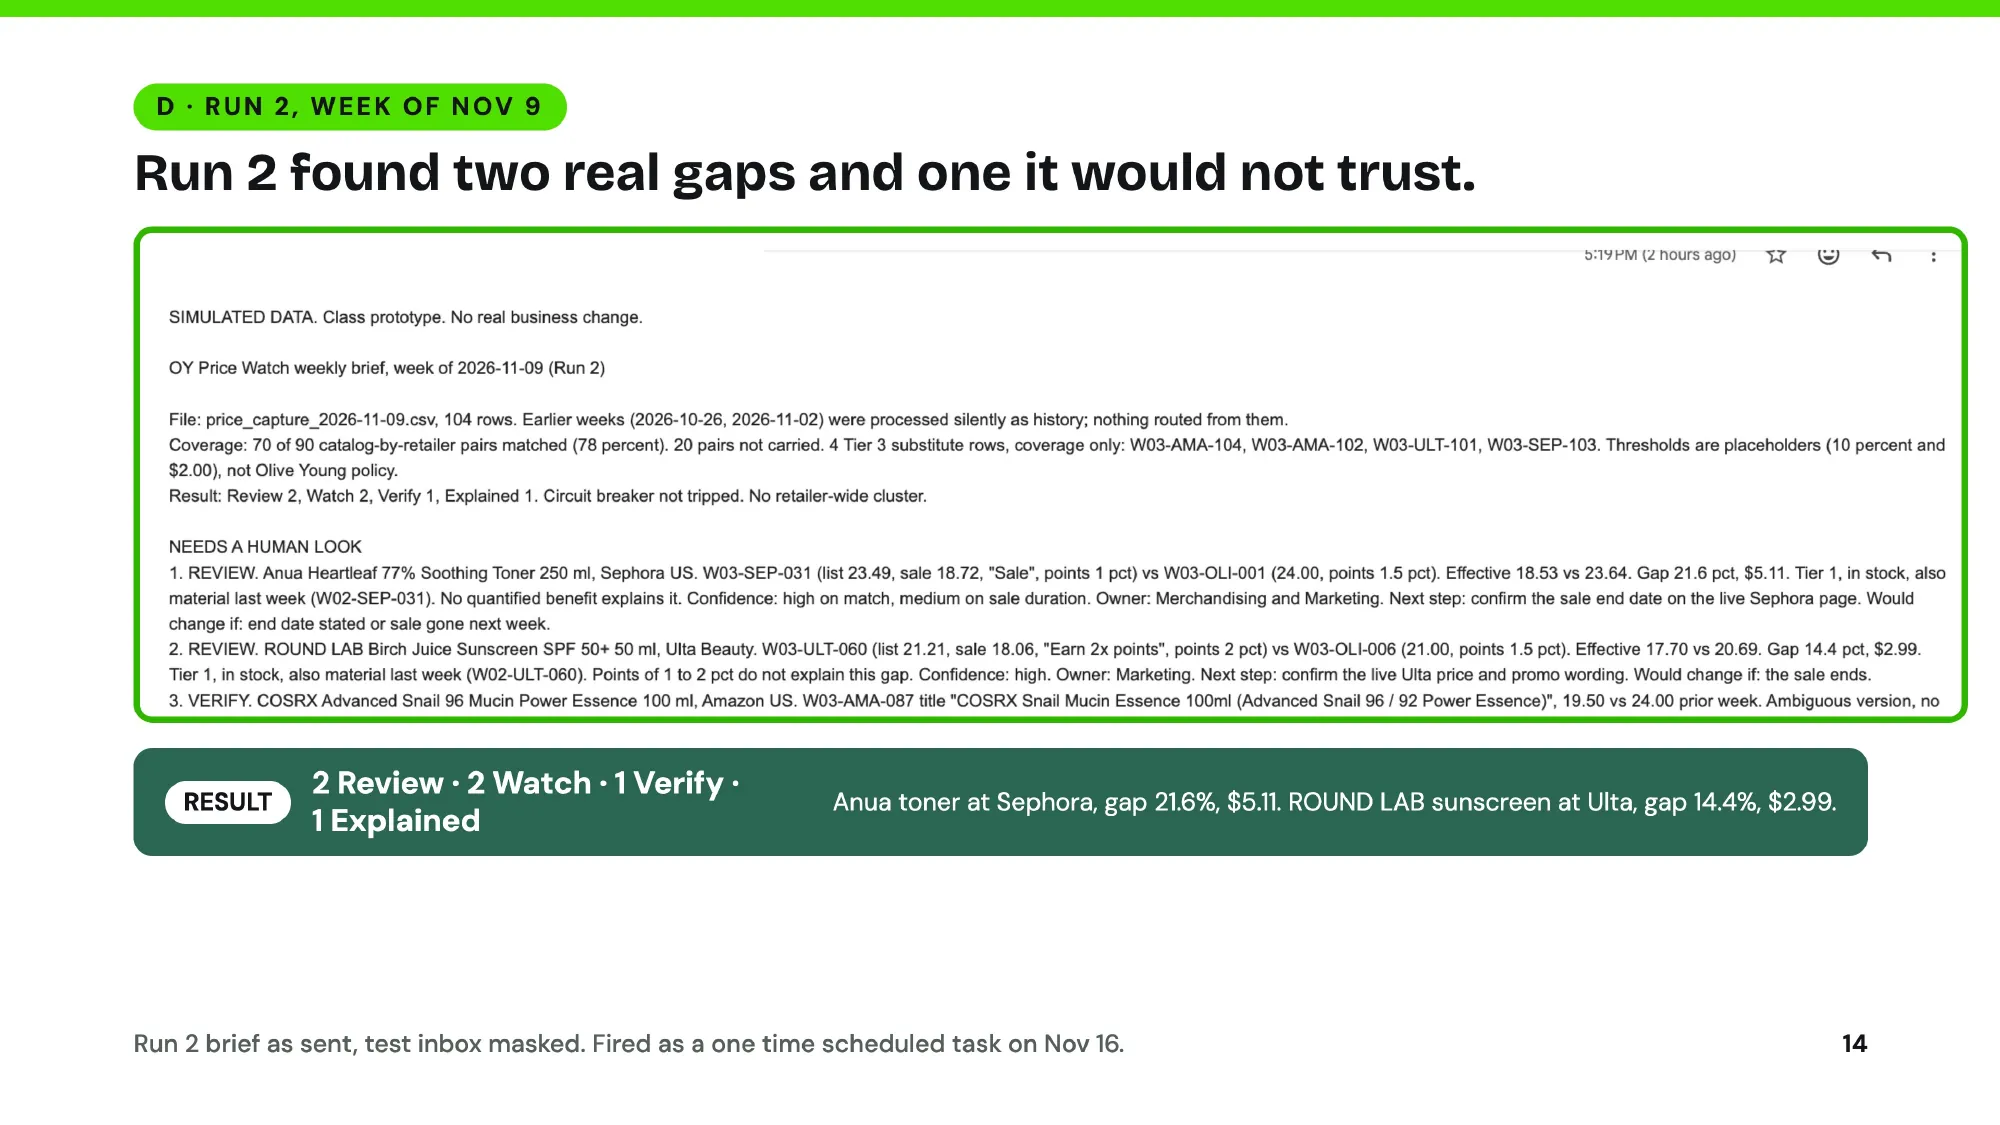 D · RUN 2, WEEK OF NOV 9
Run 2 found two real gaps and one it would not trust.
5:19 PM (2 hours ago)
SIMULATED DATA. Class prototype. No real business change.
OY Price Watch weekly brief, week of 2026-11-09 (Run 2)
File: price_capture_2026-11-09.csv, 104 rows. Earlier weeks (2026-10-26, 2026-11-02) were processed silently as history; nothing routed from them.
Coverage: 70 of 90 catalog-by-retailer pairs matched (78 percent). 20 pairs not carried. 4 Tier 3 substitute rows, coverage only: W03-AMA-104, W03-AMA-102, W03-ULT-101, W03-SEP-103. Thresholds are placeholders (10 percent and
$2.00), not Olive Young policy.
Result: Review 2, Watch 2, Verify 1, Explained 1. Circuit breaker not tripped. No retailer-wide cluster.
NEEDS A HUMAN LOOK
1. REVIEW. Anua Heartleaf 77% Soothing Toner 250 ml, Sephora US. W03-SEP-031 (list 23.49, sale 18.72, "Sale", points 1 pct) vs W03-OLI-001 (24.00, points 1.5 pct). Effective 18.53 vs 23.64. Gap 21.6 pct, $5.11. Tier 1, in stock, also
material last week (W02-SEP-031). No quantified benefit explains it. Confidence: high on match, medium on sale duration. Owner: Merchandising and Marketing. Next step: confirm the sale end date on the live Sephora page. Would
change if: end date stated or sale gone next week.
2. REVIEW. ROUND LAB Birch Juice Sunscreen SPF 50+ 50 ml, Ulta Beauty. W03-ULT-060 (list 21.21, sale 18.06, "Earn 2x points", points 2 pct) vs W03-OLI-006 (21.00, points 1.5 pct). Effective 17.70 vs 20.69. Gap 14.4 pct, $2.99.
Tier 1, in stock, also material last week (W02-ULT-060). Points of 1 to 2 pct do not explain this gap. Confidence: high. Owner: Marketing. Next step: confirm the live Ulta price and promo wording. Would change if: the sale ends.
3. VERIFY. COSRX Advanced Snail 96 Mucin Power Essence 100 ml, Amazon US. W03-AMA-087 title "COSRX Snail Mucin Essence 100ml (Advanced Snail 96 / 92 Power Essence)", 19.50 vs 24.00 prior week. Ambiguous version, no
RESULT
2 Review · 2 Watch · 1 Verify ·
1 Explained
Anua toner at Sephora, gap 21.6%, $5.11. ROUND LAB sunscreen at Ulta, gap 14.4%, $2.99.
Run 2 brief as sent, test inbox masked. Fired as a one time scheduled task on Nov 16.
14